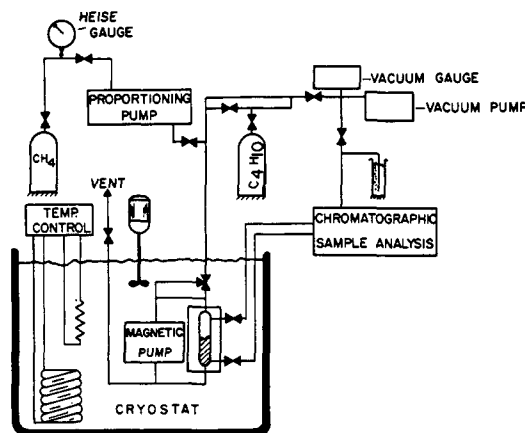 HEISE
GAUGE
PROPORTIONING
PUMP
VACUUM GAUGE
VACUUM PUMP
CH4
C4H10
VENT
TEMP.
CONTROL
CHROMATOGRAPHIC
SAMPLE ANALYSIS
MAGNETIC
PUMP
CRYOSTAT